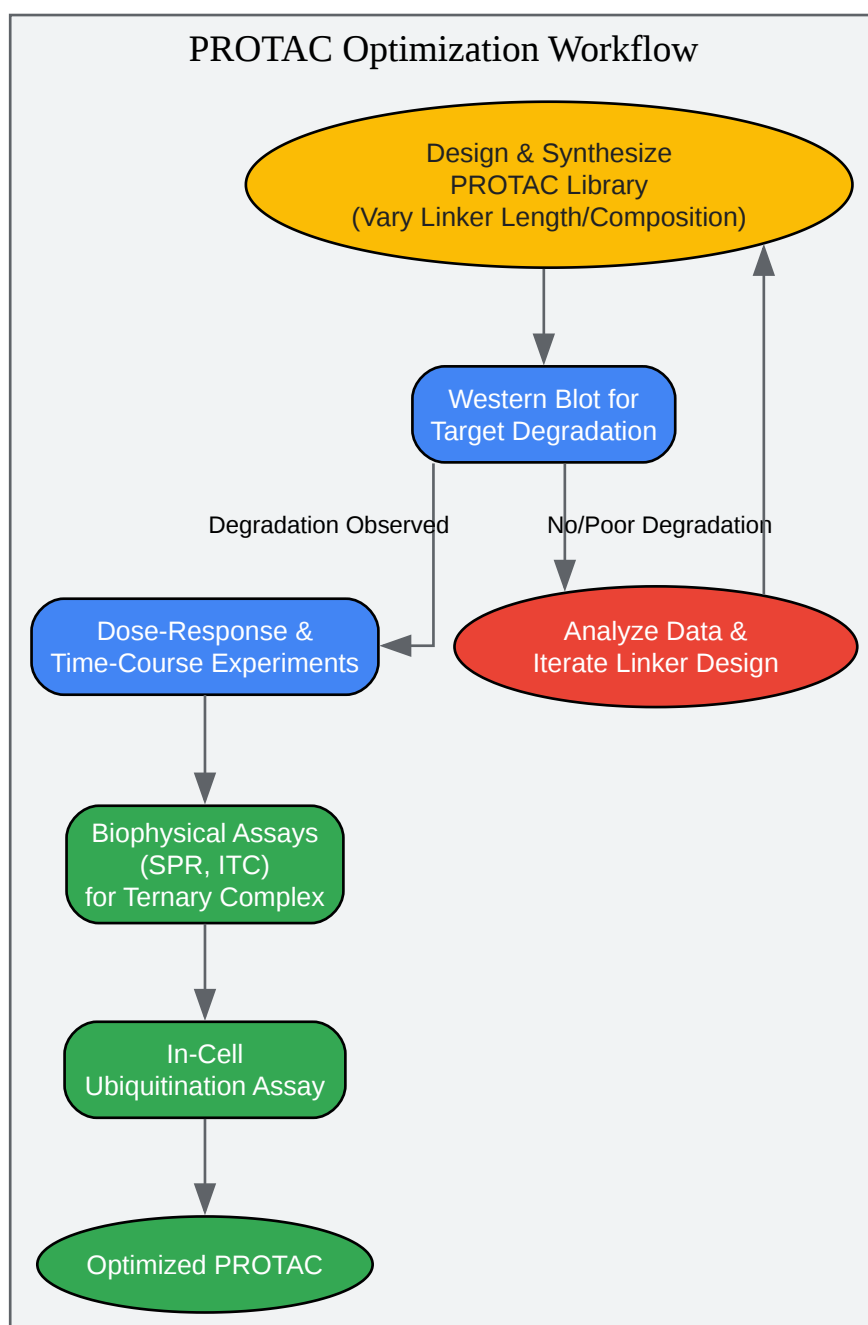 PROTAC Optimization Workflow
Design & Synthesize
PROTAC Library
(Vary Linker Length/Composition)
Western Blot for
Target Degradation
Degradation Observed
No/Poor Degradation
Dose-Response &
Time-Course Experiments
Analyze Data &
Iterate Linker Design
Biophysical Assays
(SPR, ITC)
for Ternary Complex
In-Cell
Ubiquitination Assay
Optimized PROTAC